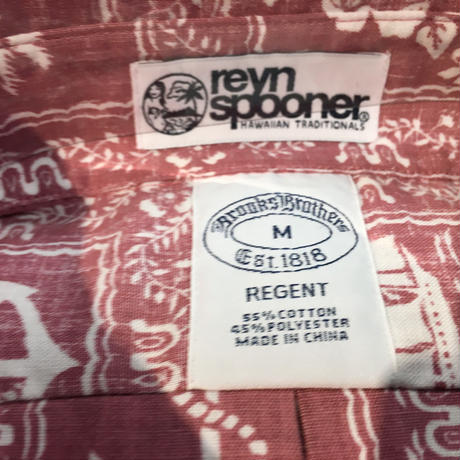 reyn
spooner®
HAWAIIAN TRADITIONALS
Brooks Brothers
M
Est. 1818
REGENT
55% COTTON
45% POLYESTER
MADE IN CHINA